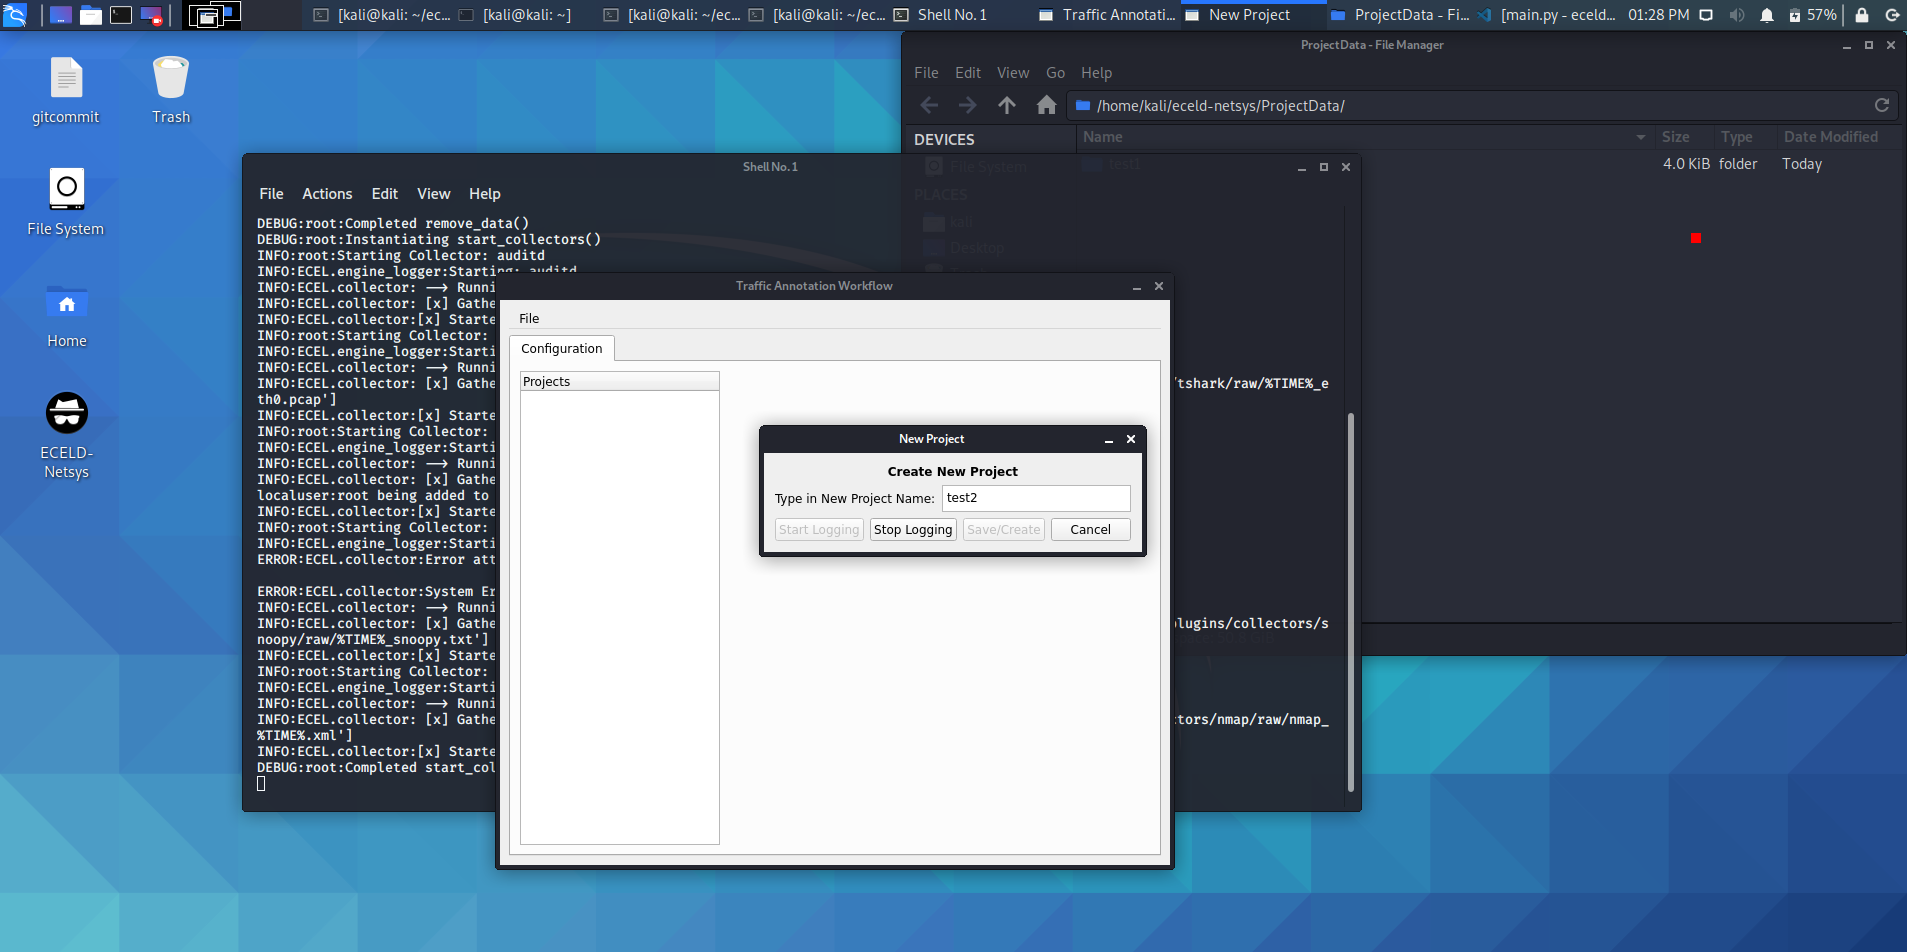 [kali@kali: ~/ec...
[kali@kali: ~]
[kali@kali: ~/ec...
[kali@kali: ~/ec...
Shell No. 1
Traffic Annotati...
New Project
ProjectData - Fi...
[main.py - eceld...
01:28 PM
57%
gitcommit
Trash
File System
Home
ECELD-
Netsys
ProjectData - File Manager
File Edit View Go Help
/home/kali/eceld-netsys/ProjectData/
DEVICES
Name Size Type Date Modified
File System
test1 4.0 KiB folder Today
PLACES
kali
Desktop
Shell No. 1
File Actions Edit View Help
DEBUG:root:Completed remove_data()
DEBUG:root:Instantiating start_collectors()
INFO:root:Starting Collector: auditd
INFO:ECEL.engine_logger:Starting: auditd
INFO:ECEL.collector: --> Runni
INFO:ECEL.collector: [x] Gathe
INFO:ECEL.collector:[x] Starte
INFO:root:Starting Collector:
INFO:ECEL.engine_logger:Starti
INFO:ECEL.collector: --> Runni
INFO:ECEL.collector: [x] Gathe /tshark/raw/%TIME%_e
th0.pcap']
INFO:ECEL.collector:[x] Starte
INFO:root:Starting Collector:
INFO:ECEL.engine_logger:Starti
INFO:ECEL.collector: --> Runni
INFO:ECEL.collector: [x] Gathe
localuser:root being added to
INFO:ECEL.collector:[x] Starte
INFO:root:Starting Collector:
INFO:ECEL.engine_logger:Starti
ERROR:ECEL.collector:Error att
ERROR:ECEL.collector:System Er
INFO:ECEL.collector: --> Runni
INFO:ECEL.collector: [x] Gathe plugins/collectors/s
noopy/raw/%TIME%_snoopy.txt']
INFO:ECEL.collector:[x] Starte
INFO:root:Starting Collector:
INFO:ECEL.engine_logger:Starti
INFO:ECEL.collector: --> Runni
INFO:ECEL.collector: [x] Gathe ctors/nmap/raw/nmap_
%TIME%.xml']
INFO:ECEL.collector:[x] Starte
DEBUG:root:Completed start_col
Traffic Annotation Workflow
File
Configuration
Projects
New Project
Create New Project
Type in New Project Name: test2
Start Logging Stop Logging Save/Create Cancel